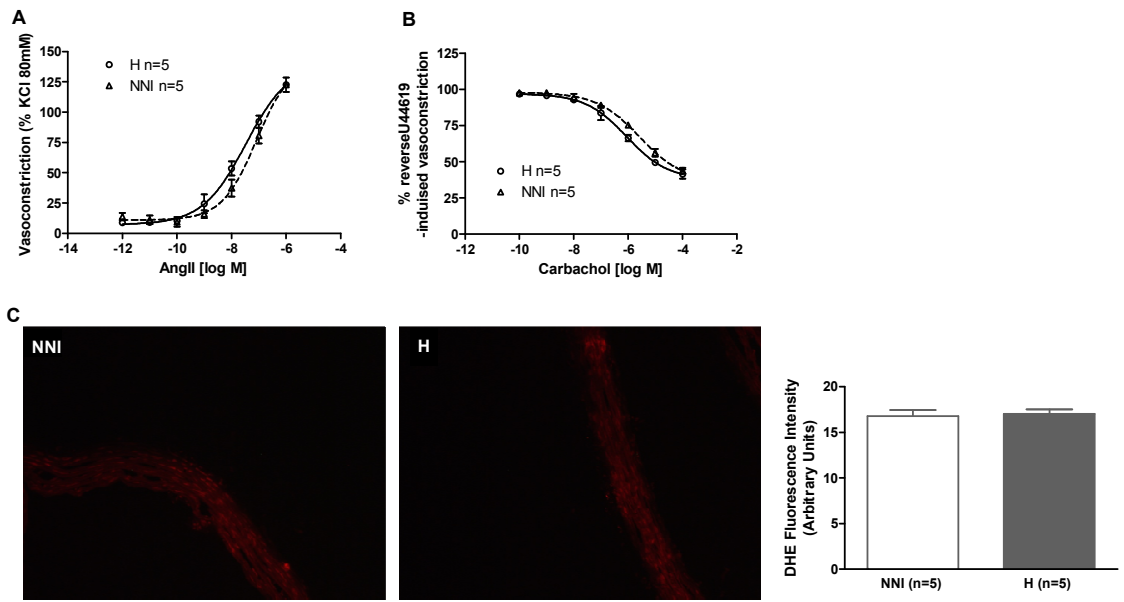 A
Vasoconstriction (% KCl 80mM)
150
125
100
75
50
25
0
H n=5
NNI n=5
-14
-12
-10
-8
-6
-4
AngII [log M]
B
% reverseU44619
-induised vasoconstriction
125
100
75
50
25
0
H n=5
NNI n=5
-12
-10
-8
-6
-4
-2
Carbachol [log M]
C
NNI
H
DHE Fluorescence Intensity
(Arbitrary Units)
20
15
10
5
0
NNI (n=5)
H (n=5)